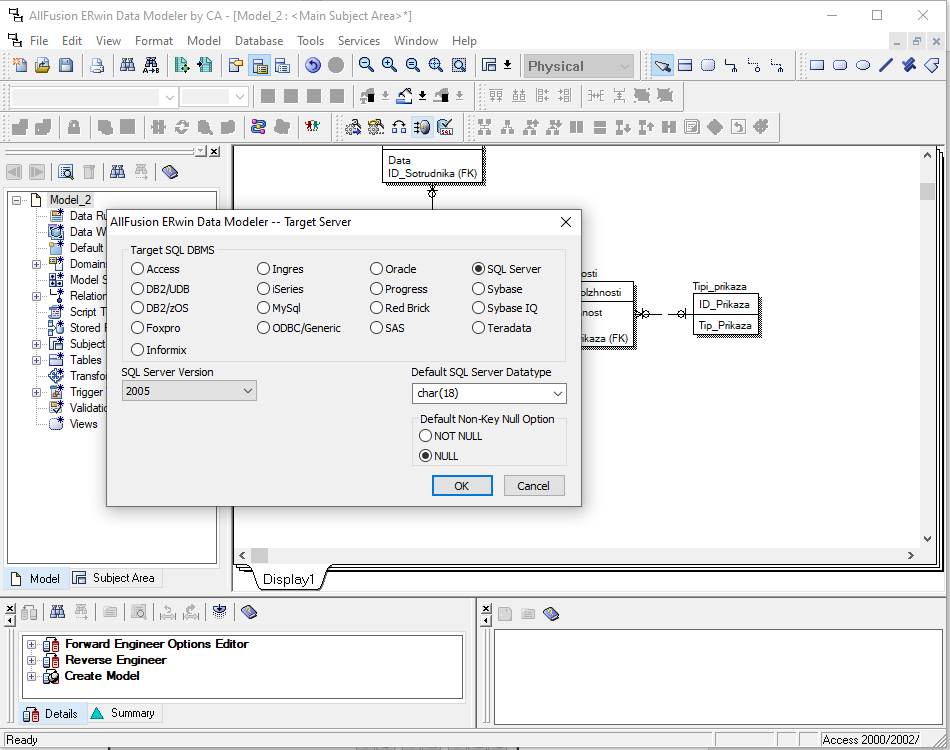 AllFusion ERwin Data Modeler by CA - [Model_2 : <Main Subject Area>*]
File Edit View Format Model Database Tools Services Window Help
Physical
Data
ID_Sotrudnika (FK)
Model_2
Data Ru
Data W
Default
Domains
Model S
Relation
Script T
Stored F
Subject
Tables
Transfo
Trigger
Validatio
Views
AllFusion ERwin Data Modeler -- Target Server
Target SQL DBMS
Access Ingres Oracle SQL Server
DB2/UDB iSeries Progress Sybase
DB2/zOS MySql Red Brick Sybase IQ
Foxpro ODBC/Generic SAS Teradata
Informix
SQL Server Version
2005
Default SQL Server Datatype
char(18)
Default Non-Key Null Option
NOT NULL
NULL
OK Cancel
osti
olzhnosti
nost
ikaza (FK)
Tipi_prikaza
ID_Prikaza
Tip_Prikaza
Display1
Model Subject Area
Forward Engineer Options Editor
Reverse Engineer
Create Model
Details Summary
Ready
Access 2000/2002/